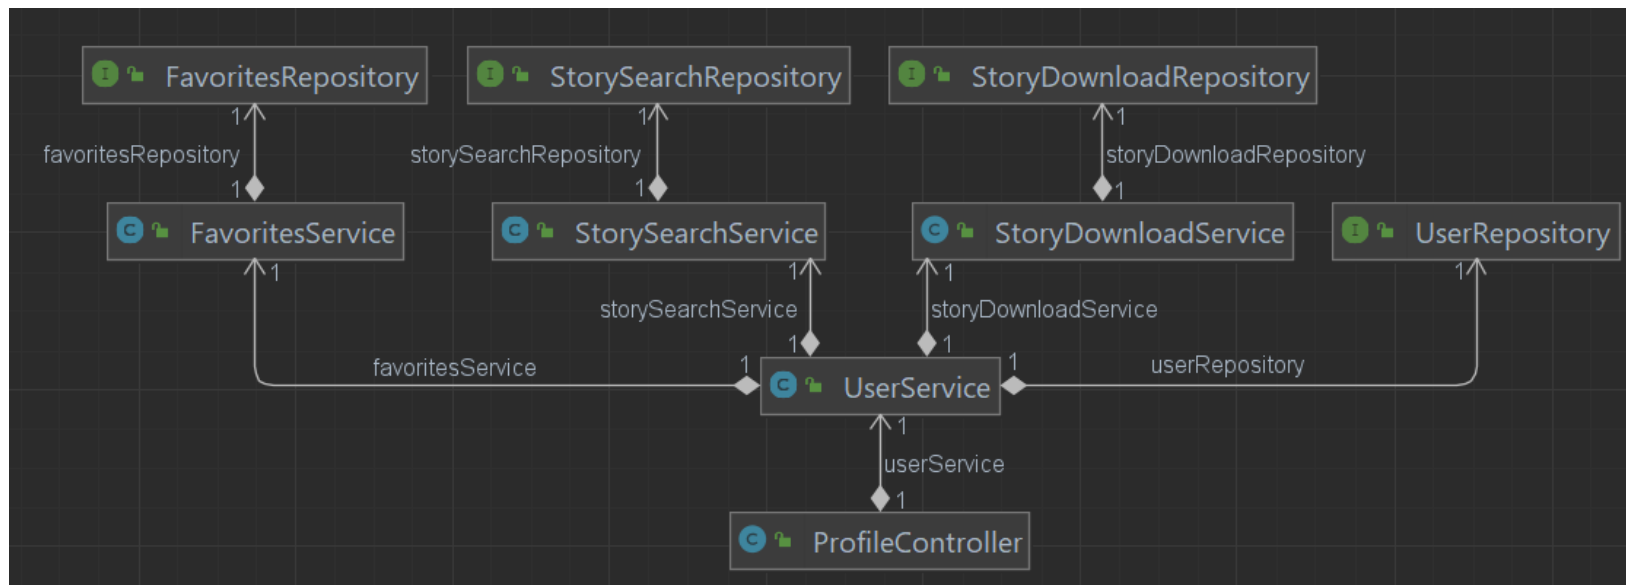 I FavoritesRepository
I StorySearchRepository
I StoryDownloadRepository
1 1 1
favoritesRepository storySearchRepository storyDownloadRepository
1 1 1
C FavoritesService
C StorySearchService
C StoryDownloadService
I UserRepository
1 1 1 1
storySearchService storyDownloadService
1 1
favoritesService 1 1 userRepository
C UserService
1
userService
1
C ProfileController